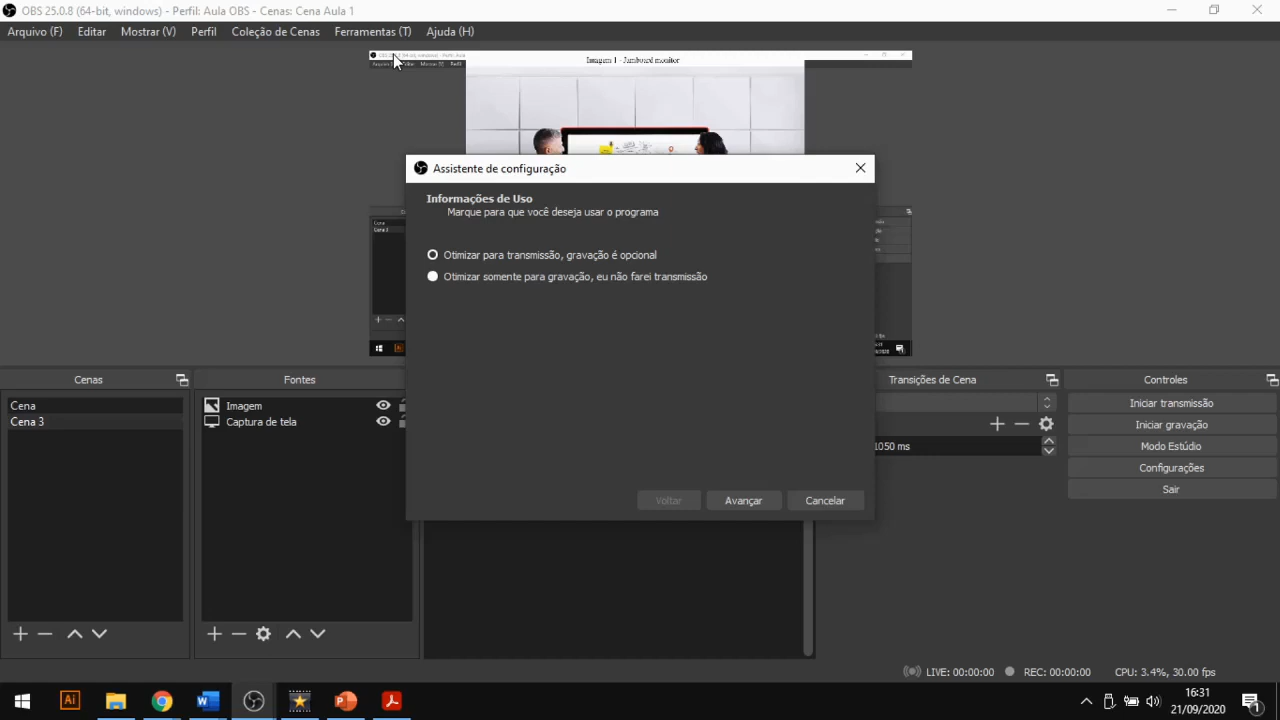 OBS 25.0.8 (64-bit, windows) - Perfil: Aula OBS - Cenas: Cena Aula 1
Arquivo (F) Editar Mostrar (V) Perfil Coleção de Cenas Ferramentas (T) Ajuda (H)
Imagem 1 - Jamboard monitor
Assistente de configuração
Informações de Uso
Marque para que você deseja usar o programa
Otimizar para transmissão, gravação é opcional
Otimizar somente para gravação, eu não farei transmissão
Voltar Avançar Cancelar
Cenas Fontes Transições de Cena Controles
Cena
Cena 3
Imagem
Captura de tela
1050 ms
Iniciar transmissão
Iniciar gravação
Modo Estúdio
Configurações
Sair
LIVE: 00:00:00 REC: 00:00:00 CPU: 3.4%, 30.00 fps
16:31
21/09/2020